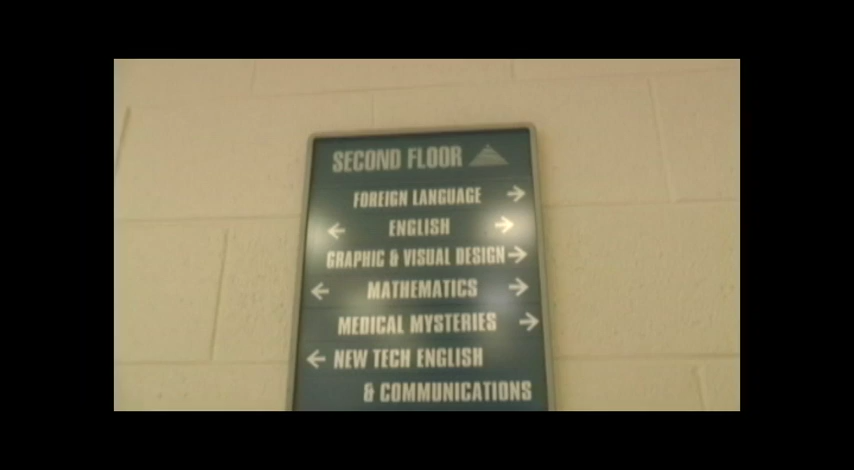 SECOND FLOOR
FOREIGN LANGUAGE →
← ENGLISH →
GRAPHIC & VISUAL DESIGN →
← MATHEMATICS →
MEDICAL MYSTERIES →
← NEW TECH ENGLISH
& COMMUNICATIONS